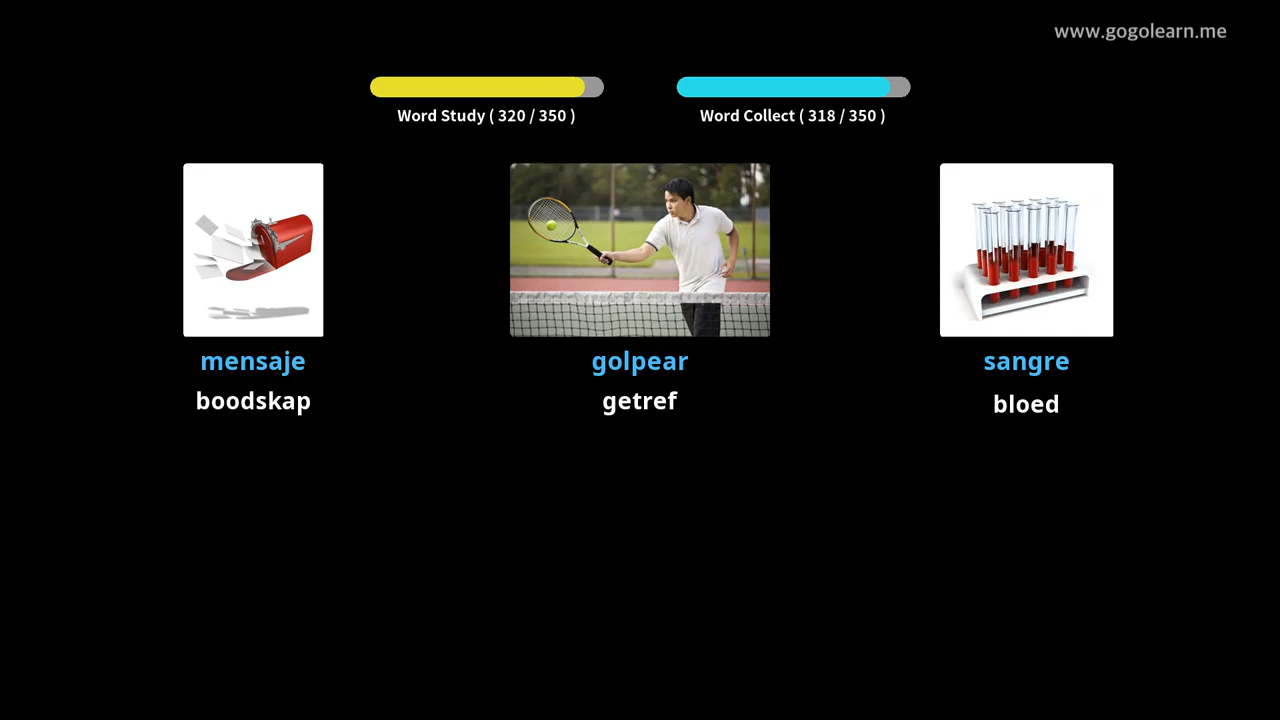 www.gogolearn.me
Word Study ( 320 / 350 )
Word Collect ( 318 / 350 )
mensaje
golpear
sangre
boodskap
getref
bloed